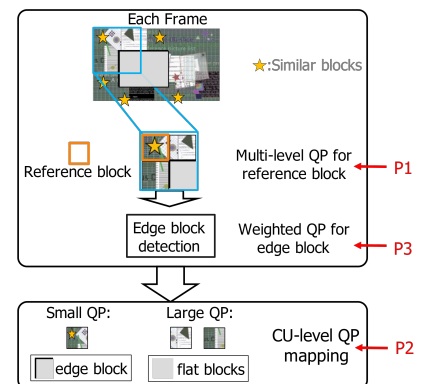 Each Frame
:Similar blocks
Reference block
Multi-level QP for
reference block
P1
Edge block
detection
Weighted QP for
edge block
P3
Small QP:
Large QP:
edge block
flat blocks
CU-level QP
mapping
P2